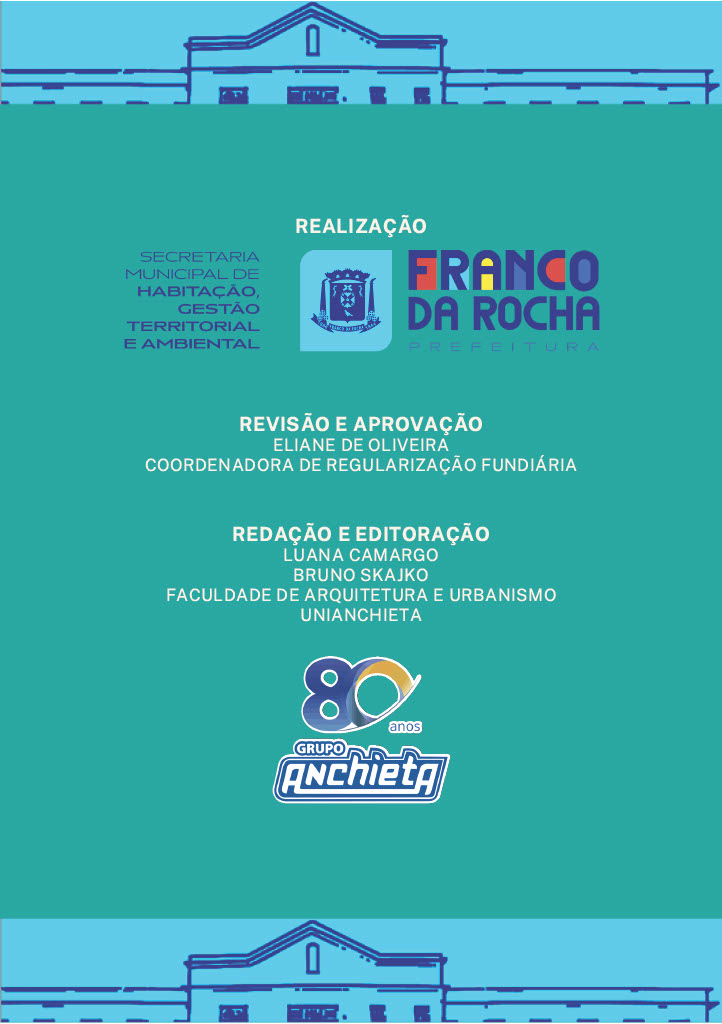 REALIZAÇÃO
SECRETARIA
MUNICIPAL DE
HABITAÇÃO,
GESTÃO
TERRITORIAL
E AMBIENTAL
FRANCO
DA ROCHA
PREFEITURA
REVISÃO E APROVAÇÃO
ELIANE DE OLIVEIRA
COORDENADORA DE REGULARIZAÇÃO FUNDIÁRIA
REDAÇÃO E EDITORAÇÃO
LUANA CAMARGO
BRUNO SKAJKO
FACULDADE DE ARQUITETURA E URBANISMO
UNIANCHIETA
80
anos
GRUPO
ANCHIETA